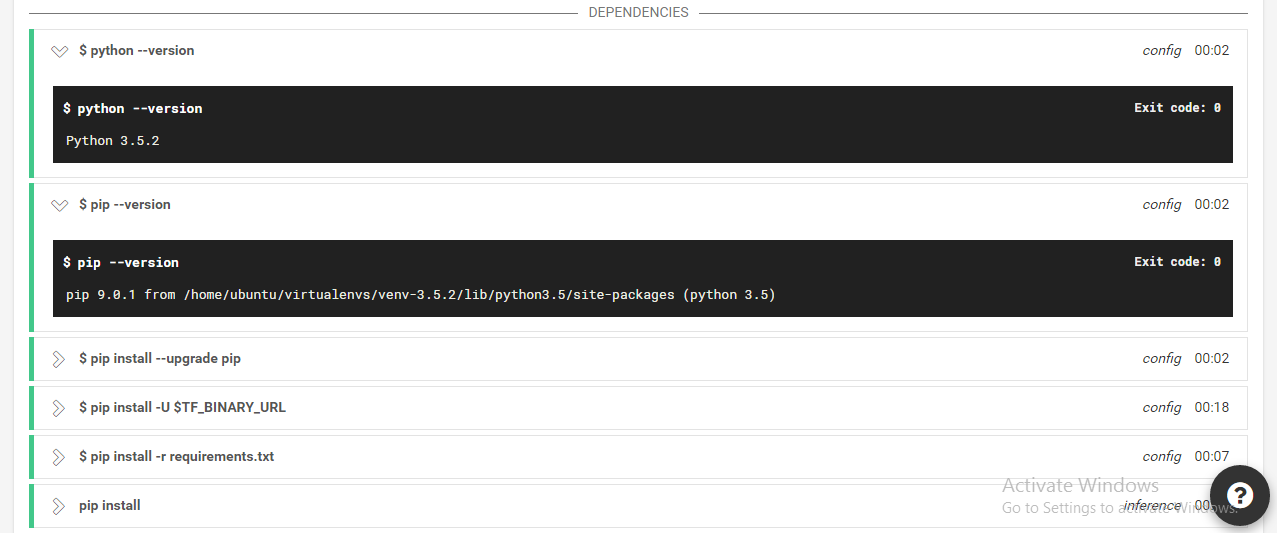 DEPENDENCIES
$ python --version config 00:02
$ python --version Exit code: 0
Python 3.5.2
$ pip --version config 00:02
$ pip --version Exit code: 0
pip 9.0.1 from /home/ubuntu/virtualenvs/venv-3.5.2/lib/python3.5/site-packages (python 3.5)
$ pip install --upgrade pip config 00:02
$ pip install -U $TF_BINARY_URL config 00:18
$ pip install -r requirements.txt config 00:07
Activate Windows
pip install inference 00
Go to Settings to activate Windows.
?